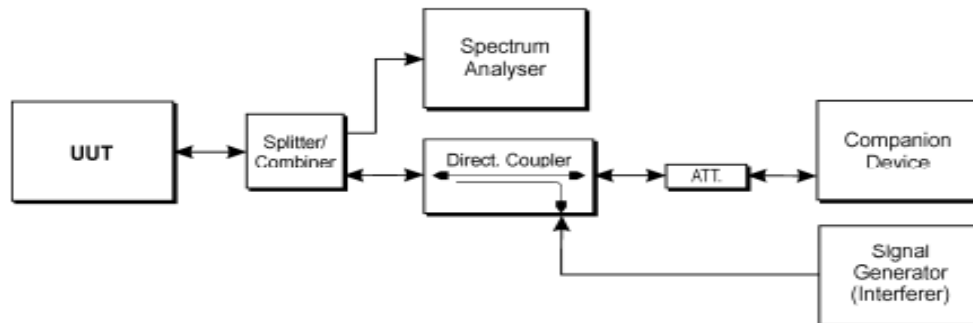 Spectrum
Analyser
UUT
Splitter/
Combiner
Direct. Coupler
ATT.
Companion
Device
Signal
Generator
(Interferer)